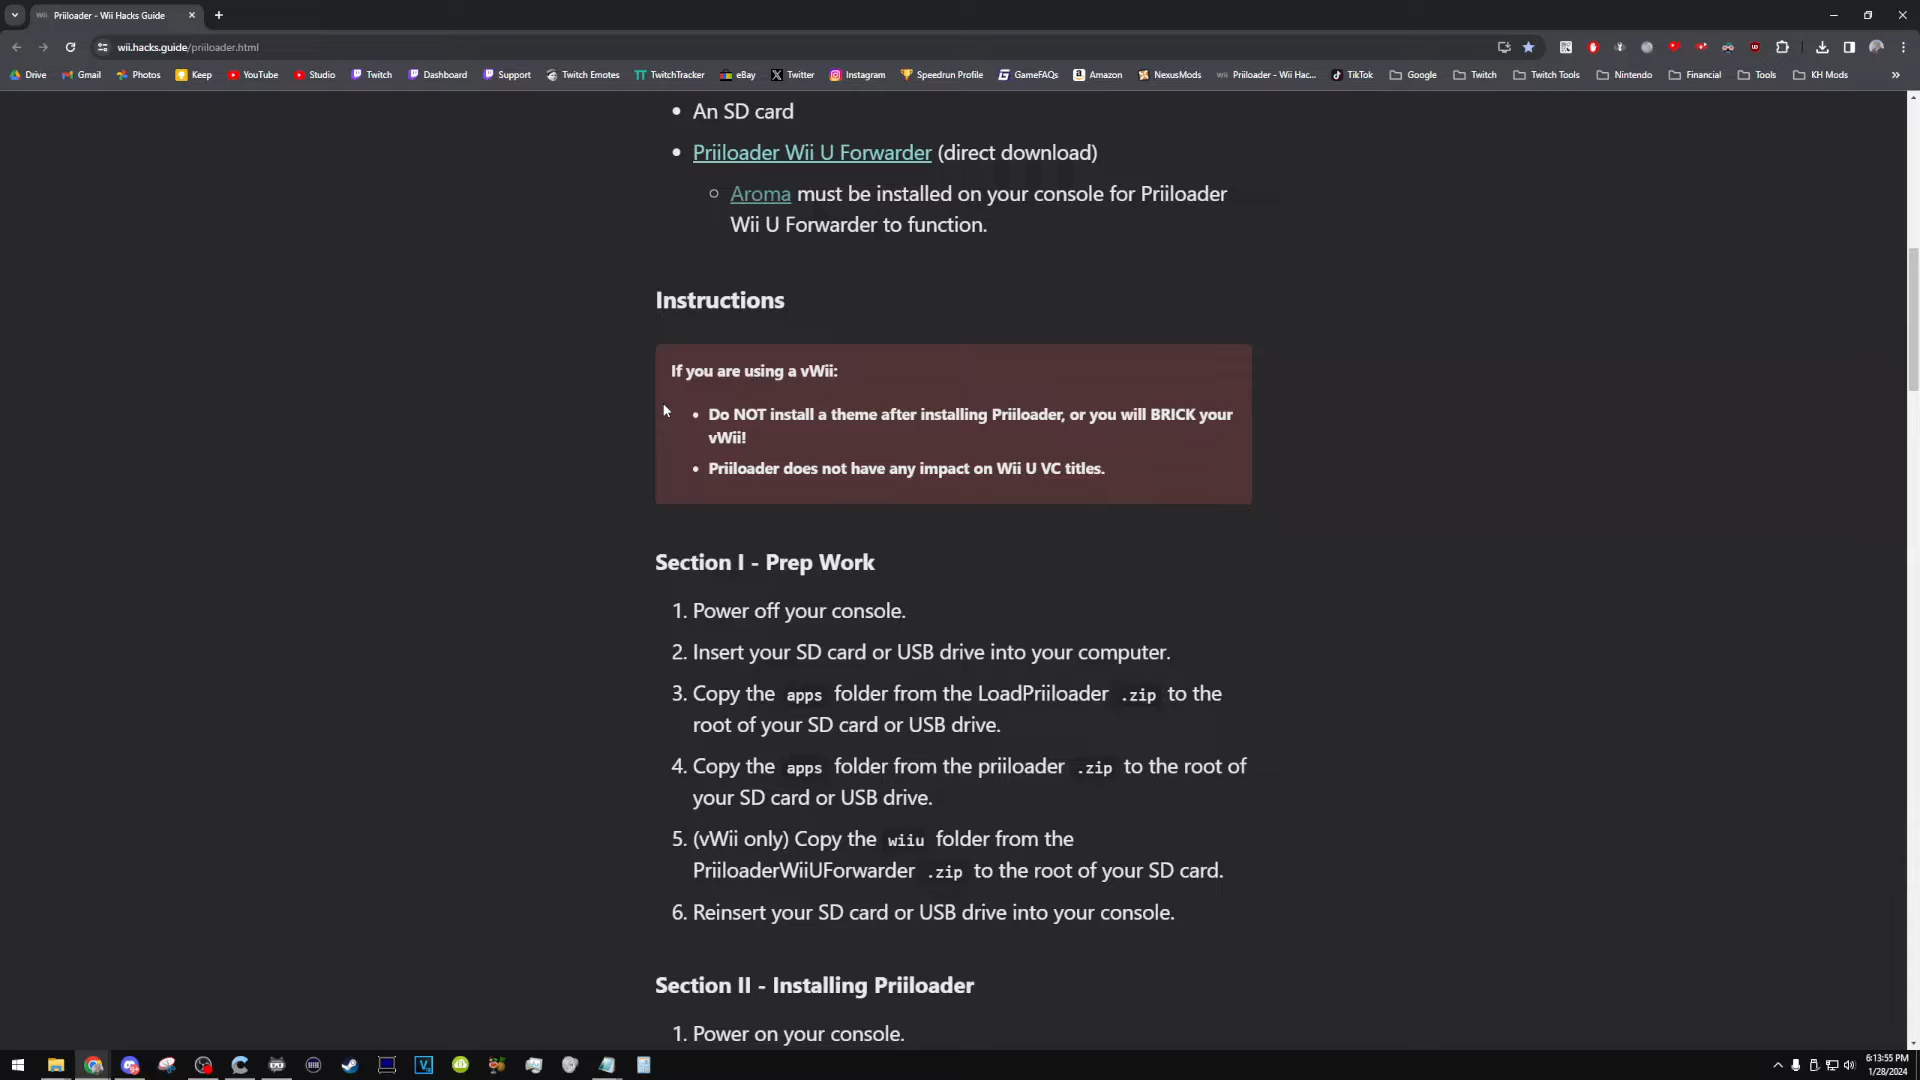 Priiloader - Wii Hacks Guide
wii.hacks.guide/priiloader.html
Drive Gmail Photos Keep YouTube Studio Twitch Dashboard Support Twitch Emotes TwitchTracker eBay Twitter Instagram Speedrun Profile GameFAQs Amazon NexusMods Priiloader - Wii Hac... TikTok Google Twitch Twitch Tools Nintendo Financial Tools KH Mods »
• An SD card
• Priiloader Wii U Forwarder (direct download)
Aroma must be installed on your console for Priiloader
Wii U Forwarder to function.
Instructions
If you are using a vWii:
• Do NOT install a theme after installing Priiloader, or you will BRICK your
vWii!
• Priiloader does not have any impact on Wii U VC titles.
Section I - Prep Work
1. Power off your console.
2. Insert your SD card or USB drive into your computer.
3. Copy the apps folder from the LoadPriiloader .zip to the
root of your SD card or USB drive.
4. Copy the apps folder from the priiloader .zip to the root of
your SD card or USB drive.
5. (vWii only) Copy the wiiu folder from the
PriiloaderWiiUForwarder .zip to the root of your SD card.
6. Reinsert your SD card or USB drive into your console.
Section II - Installing Priiloader
1. Power on your console.
6:13:55 PM
1/28/2024